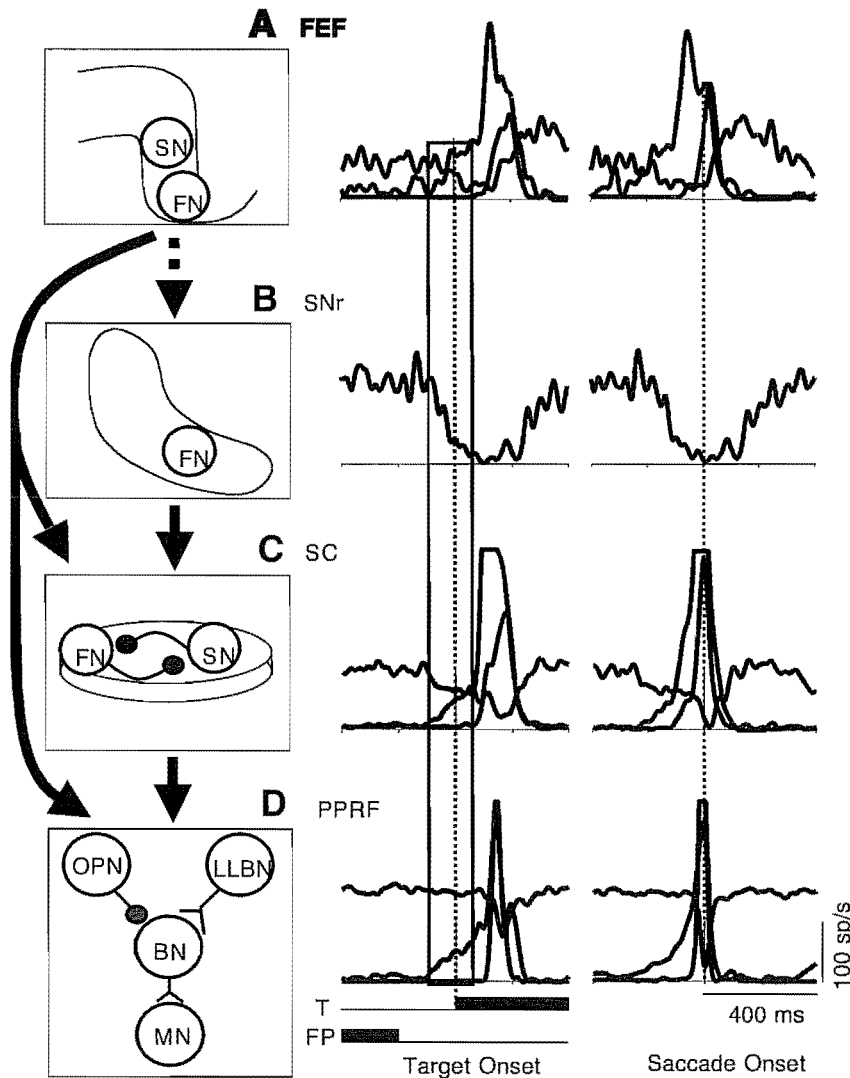 A FEF
SN
FN
B SNr
FN
C SC
FN
SN
D PPRF
OPN
LLBN
BN
MN
100 sp/s
T
400 ms
FP
Target Onset
Saccade Onset